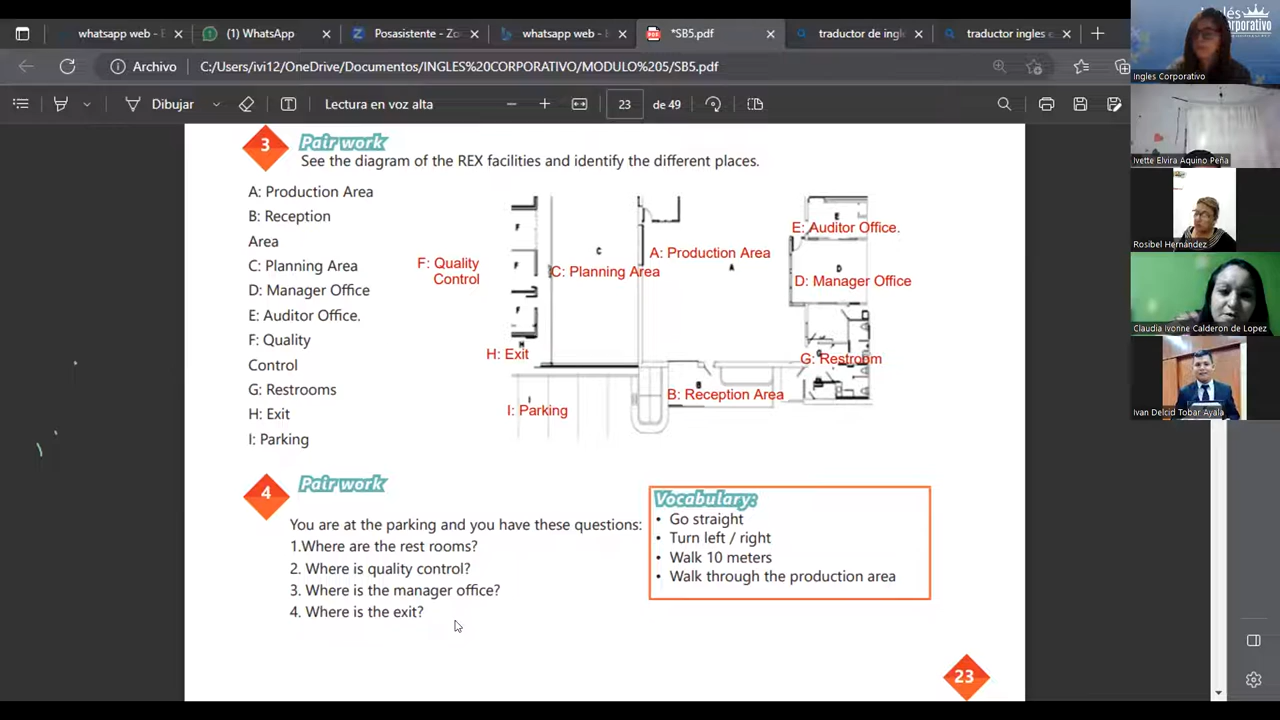 whatsapp web - E
(1) WhatsApp
Posasistente - Zo
whatsapp web - B
*SB5.pdf
traductor de ingl
traductor ingles e
Archivo
C:/Users/ivi12/OneDrive/Documentos/INGLES%20CORPORATIVO/MODULO%205/SB5.pdf
Dibujar
Lectura en voz alta
23
de 49
3
Pair work
See the diagram of the REX facilities and identify the different places.
A: Production Area
B: Reception
Area
C: Planning Area
D: Manager Office
E: Auditor Office.
F: Quality
Control
G: Restrooms
H: Exit
I: Parking
F: Quality
Control
F
F
F
C
C: Planning Area
A: Production Area
A
E
E: Auditor Office.
D
D: Manager Office
G: Restroom
H
H: Exit
I
I: Parking
B
B: Reception Area
4
Pair work
You are at the parking and you have these questions:
1.Where are the rest rooms?
2. Where is quality control?
3. Where is the manager office?
4. Where is the exit?
Vocabulary:
• Go straight
• Turn left / right
• Walk 10 meters
• Walk through the production area
23
Inglés
Corporativo
Ingles Corporativo
Ivette Elvira Aquino Peña
Rosibel Hernández
Claudia Ivonne Calderon de Lopez
Ivan Delcid Tobar Ayala